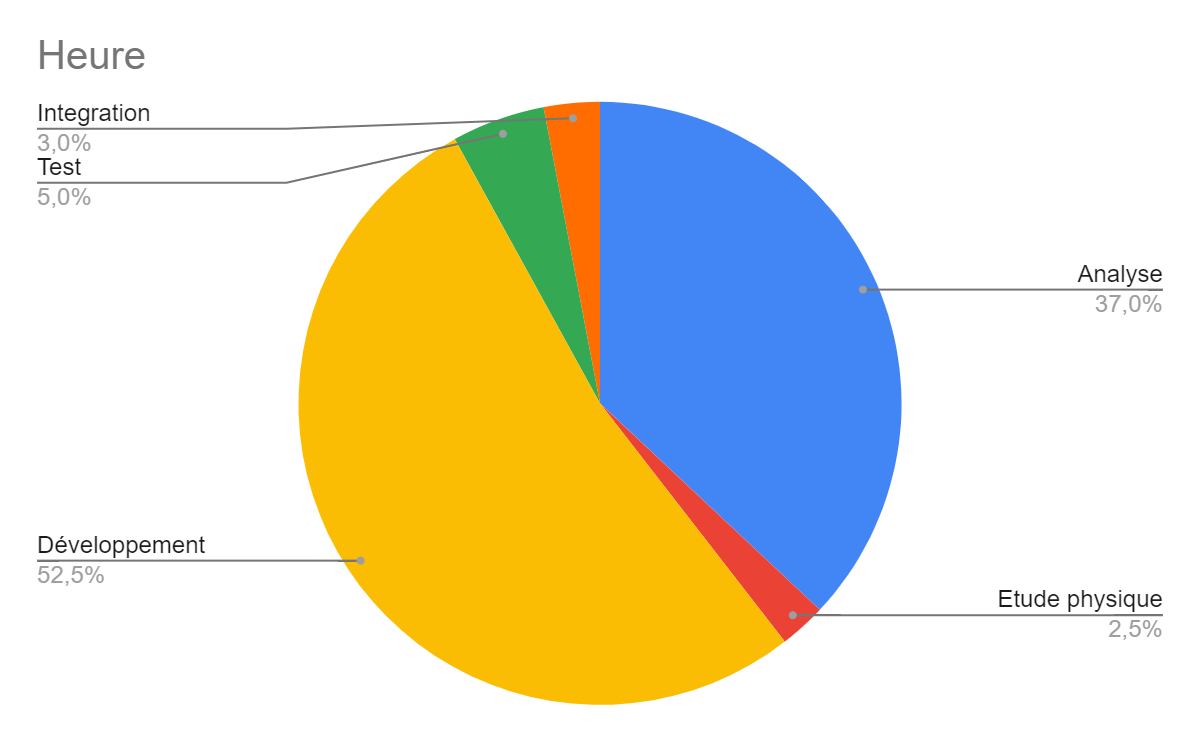 Heure
Integration
3,0%
Test
5,0%
Analyse
37,0%
Développement
52,5%
Etude physique
2,5%